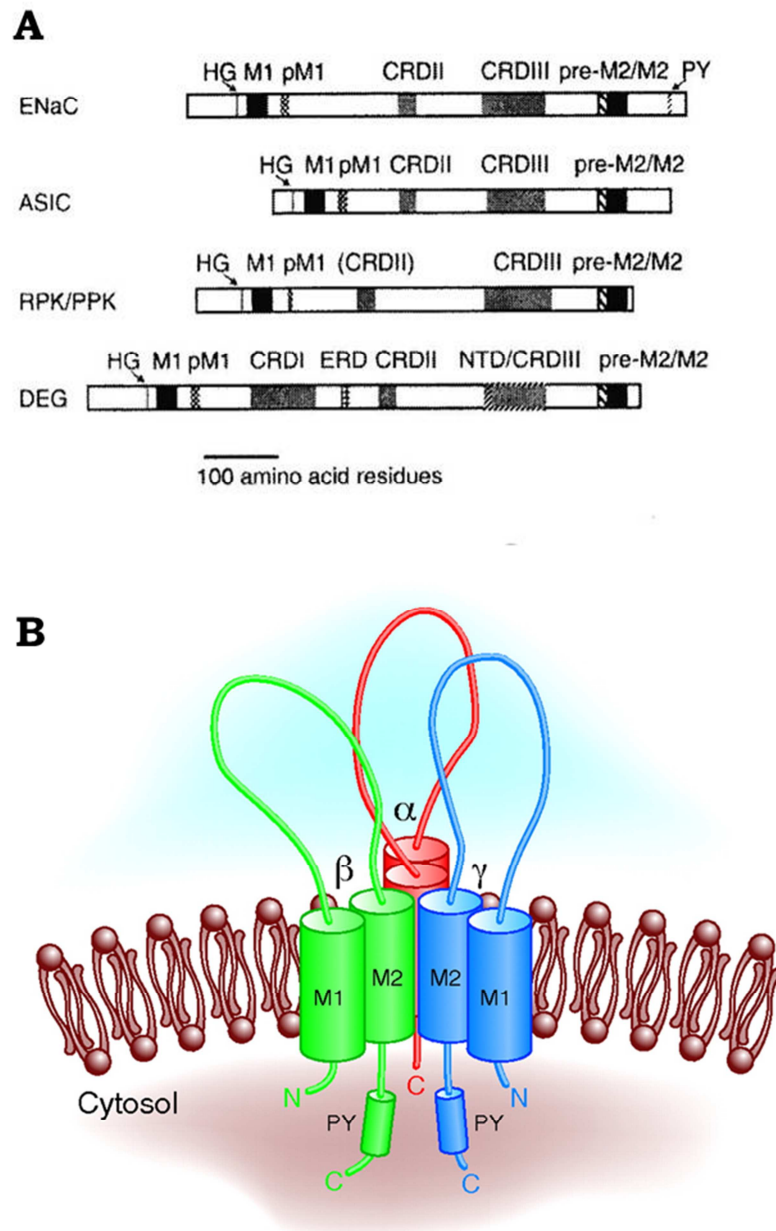 A
HG M1 pM1 CRDII CRDIII pre-M2/M2 PY
ENaC
HG M1 pM1 CRDII CRDIII pre-M2/M2
ASIC
HG M1 pM1 (CRDII) CRDIII pre-M2/M2
RPK/PPK
HG M1 pM1 CRDI ERD CRDII NTD/CRDIII pre-M2/M2
DEG
100 amino acid residues
B
α
β γ
M1 M2 M2 M1
N C N
Cytosol
PY PY
C C